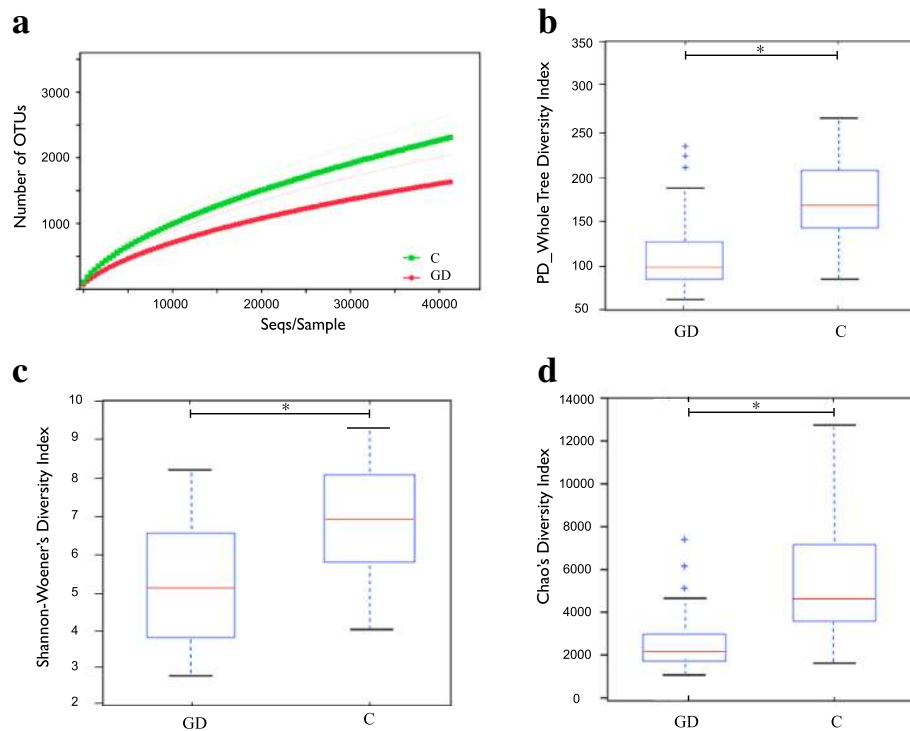 a
Number of OTUs
3000
2000
1000
10000 20000 30000 40000
Seqs/Sample
C
GD
b
PD_Whole Tree Diversity Index
350
300
250
200
150
100
50
*
GD C
c
Shannon-Woener's Diversity Index
10
9
8
7
6
5
4
3
2
*
GD C
d
Chao's Diversity Index
14000
12000
8000
6000
4000
2000
0
*
GD C